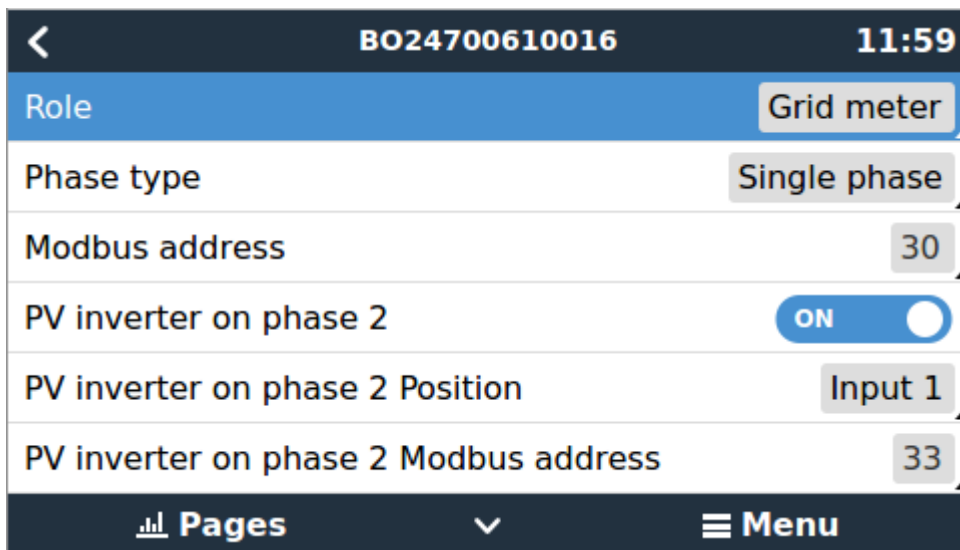 BO24700610016 11:59
Role Grid meter
Phase type Single phase
Modbus address 30
PV inverter on phase 2 ON
PV inverter on phase 2 Position Input 1
PV inverter on phase 2 Modbus address 33
Pages Menu